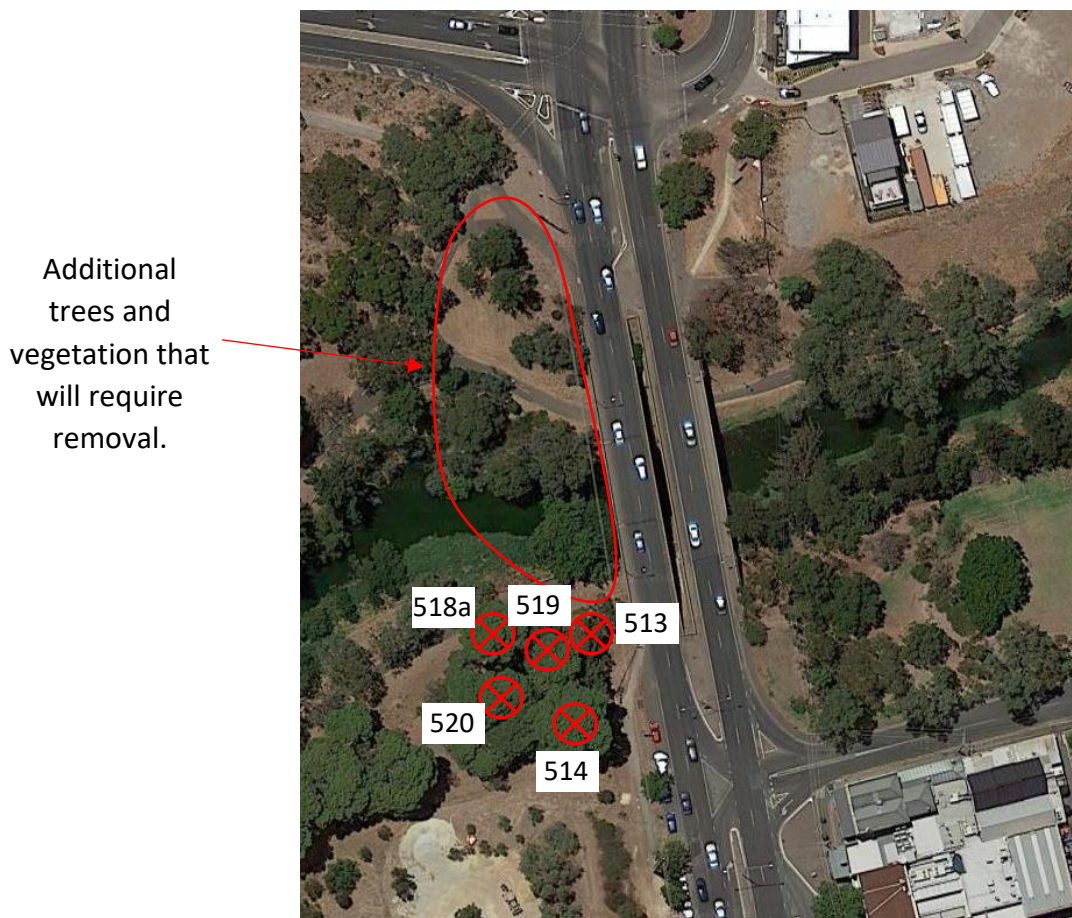 Additional
trees and
vegetation that
will require
removal.
518a
519
513
520
514